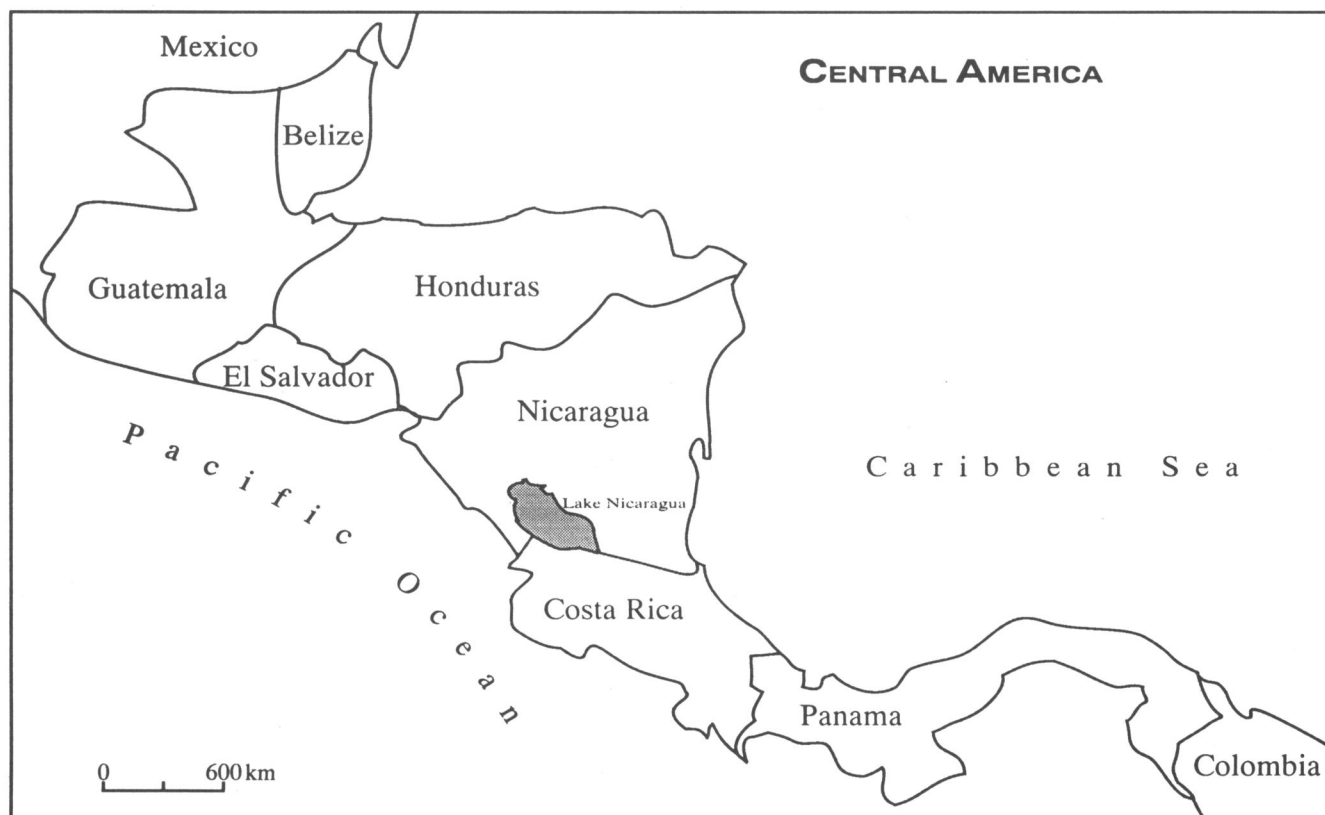 Mexico
CENTRAL AMERICA
Belize
Guatemala
Honduras
El Salvador
Nicaragua
Pacific Ocean
Caribbean Sea
Lake Nicaragua
Costa Rica
Panama
Colombia
0 600 km